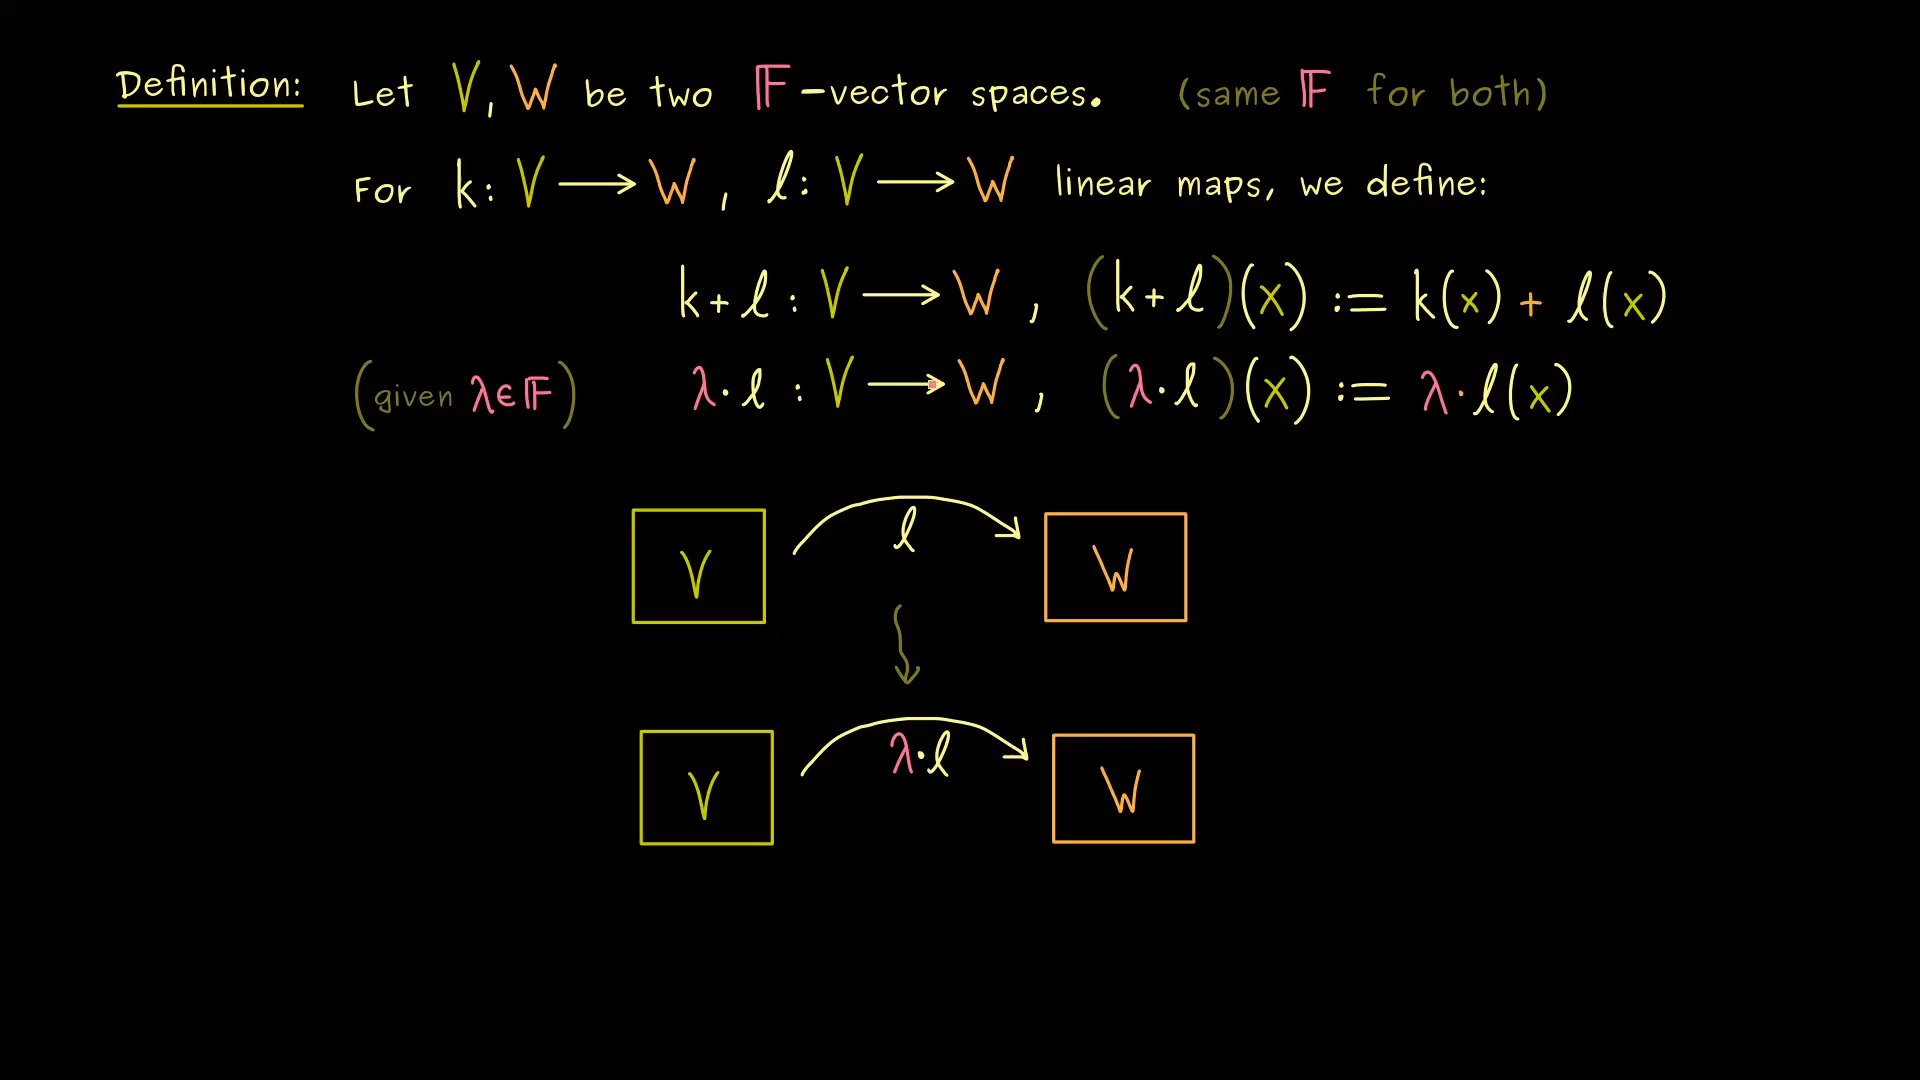 Definition: Let V, W be two 𝔽-vector spaces. (same 𝔽 for both)
For k: V ⟶ W, ℓ: V ⟶ W linear maps, we define:
k + ℓ : V ⟶ W, (k + ℓ)(x) := k(x) + ℓ(x)
(given λ ∈ 𝔽) λ · ℓ : V ⟶ W, (λ · ℓ)(x) := λ · ℓ(x)
V ℓ W
V λ · ℓ W